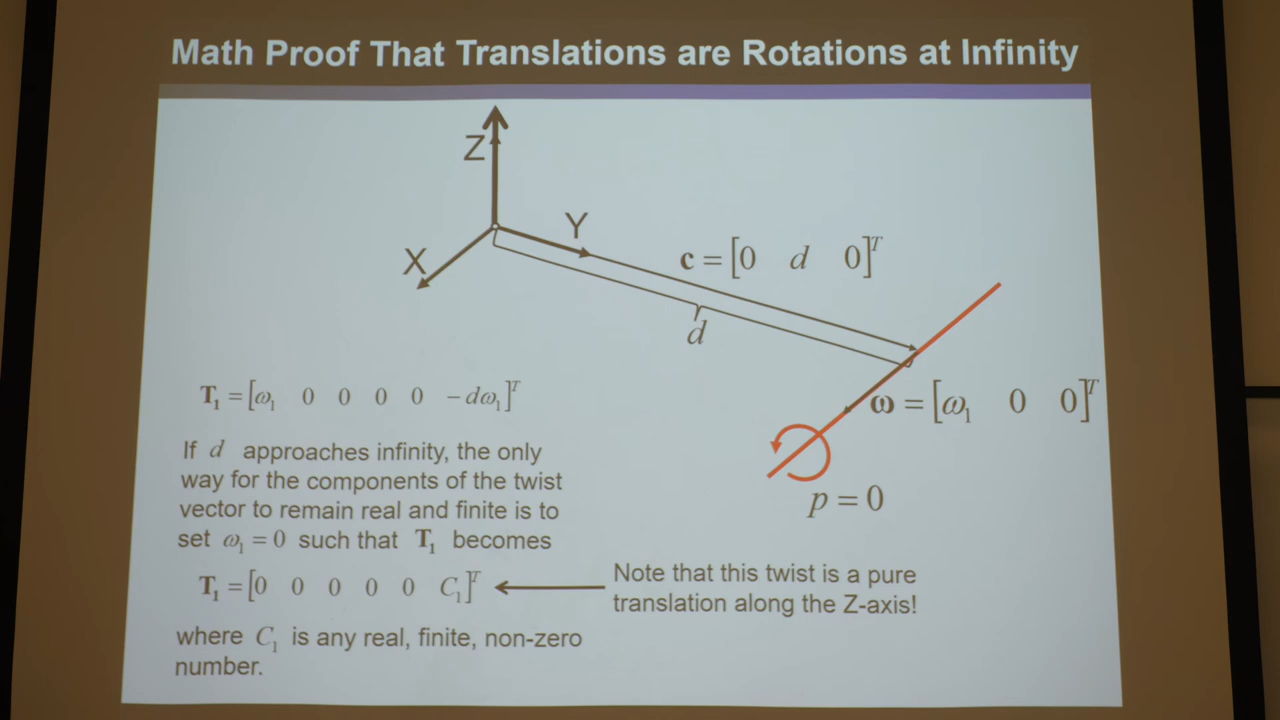 Math Proof That Translations are Rotations at Infinity
Z
Y
X
c = [0 d 0]ᵀ
d
T₁ = [ω₁ 0 0 0 0 −dω₁]ᵀ
ω = [ω₁ 0 0]ᵀ
If d approaches infinity, the only
way for the components of the twist
vector to remain real and finite is to
set ω₁ = 0 such that T₁ becomes
p = 0
T₁ = [0 0 0 0 0 C₁]ᵀ
Note that this twist is a pure
translation along the Z-axis!
where C₁ is any real, finite, non-zero
number.